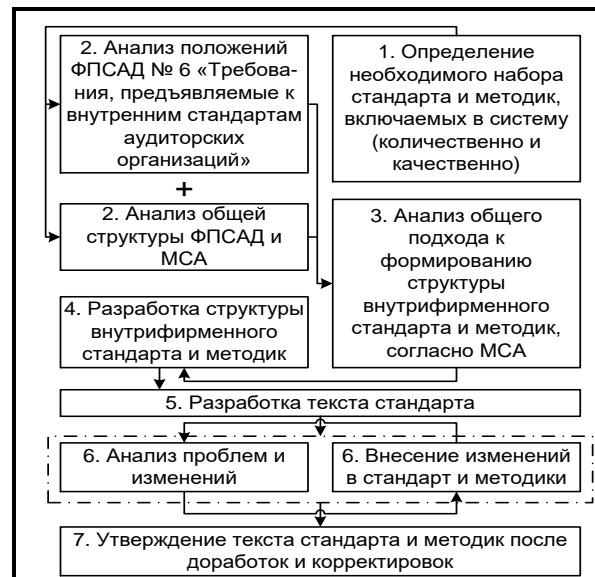 2. Анализ положений
ФПСАД № 6 «Требова-
ния, предъявляемые к
внутренним стандартам
аудиторских
организаций»
1. Определение
необходимого набора
стандарта и методик,
включаемых в систему
(количественно и
качественно)
+
2. Анализ общей
структуры ФПСАД и
МСА
3. Анализ общего
подхода к
формированию
структуры
внутрифирменного
стандарта и методик,
согласно МСА
4. Разработка структуры
внутрифирменного
стандарта и методик
5. Разработка текста стандарта
6. Анализ проблем и
изменений
6. Внесение изменений
в стандарт и методики
7. Утверждение текста стандарта и методик после
доработок и корректировок